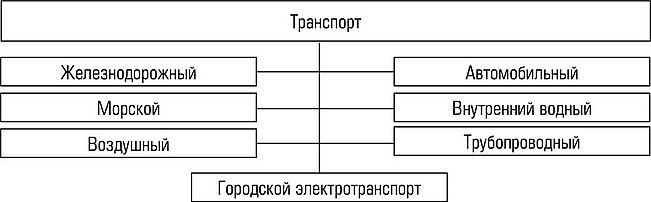 Транспорт
Железнодорожный
Автомобильный
Морской
Внутренний водный
Воздушный
Трубопроводный
Городской электротранспорт